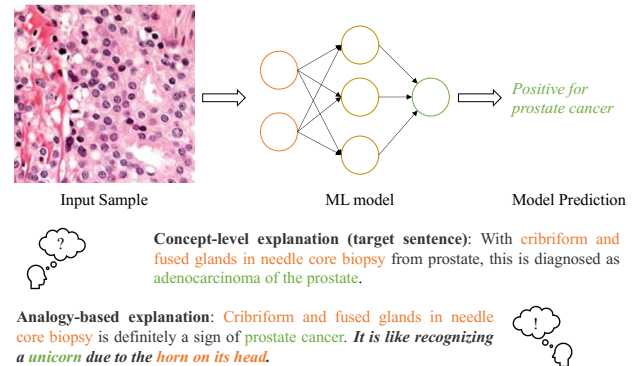 Positive for
prostate cancer
Input Sample
ML model
Model Prediction
?
Concept-level explanation (target sentence): With cribriform and
fused glands in needle core biopsy from prostate, this is diagnosed as
adenocarcinoma of the prostate.
Analogy-based explanation: Cribriform and fused glands in needle
core biopsy is definitely a sign of prostate cancer. It is like recognizing
a unicorn due to the horn on its head.
!